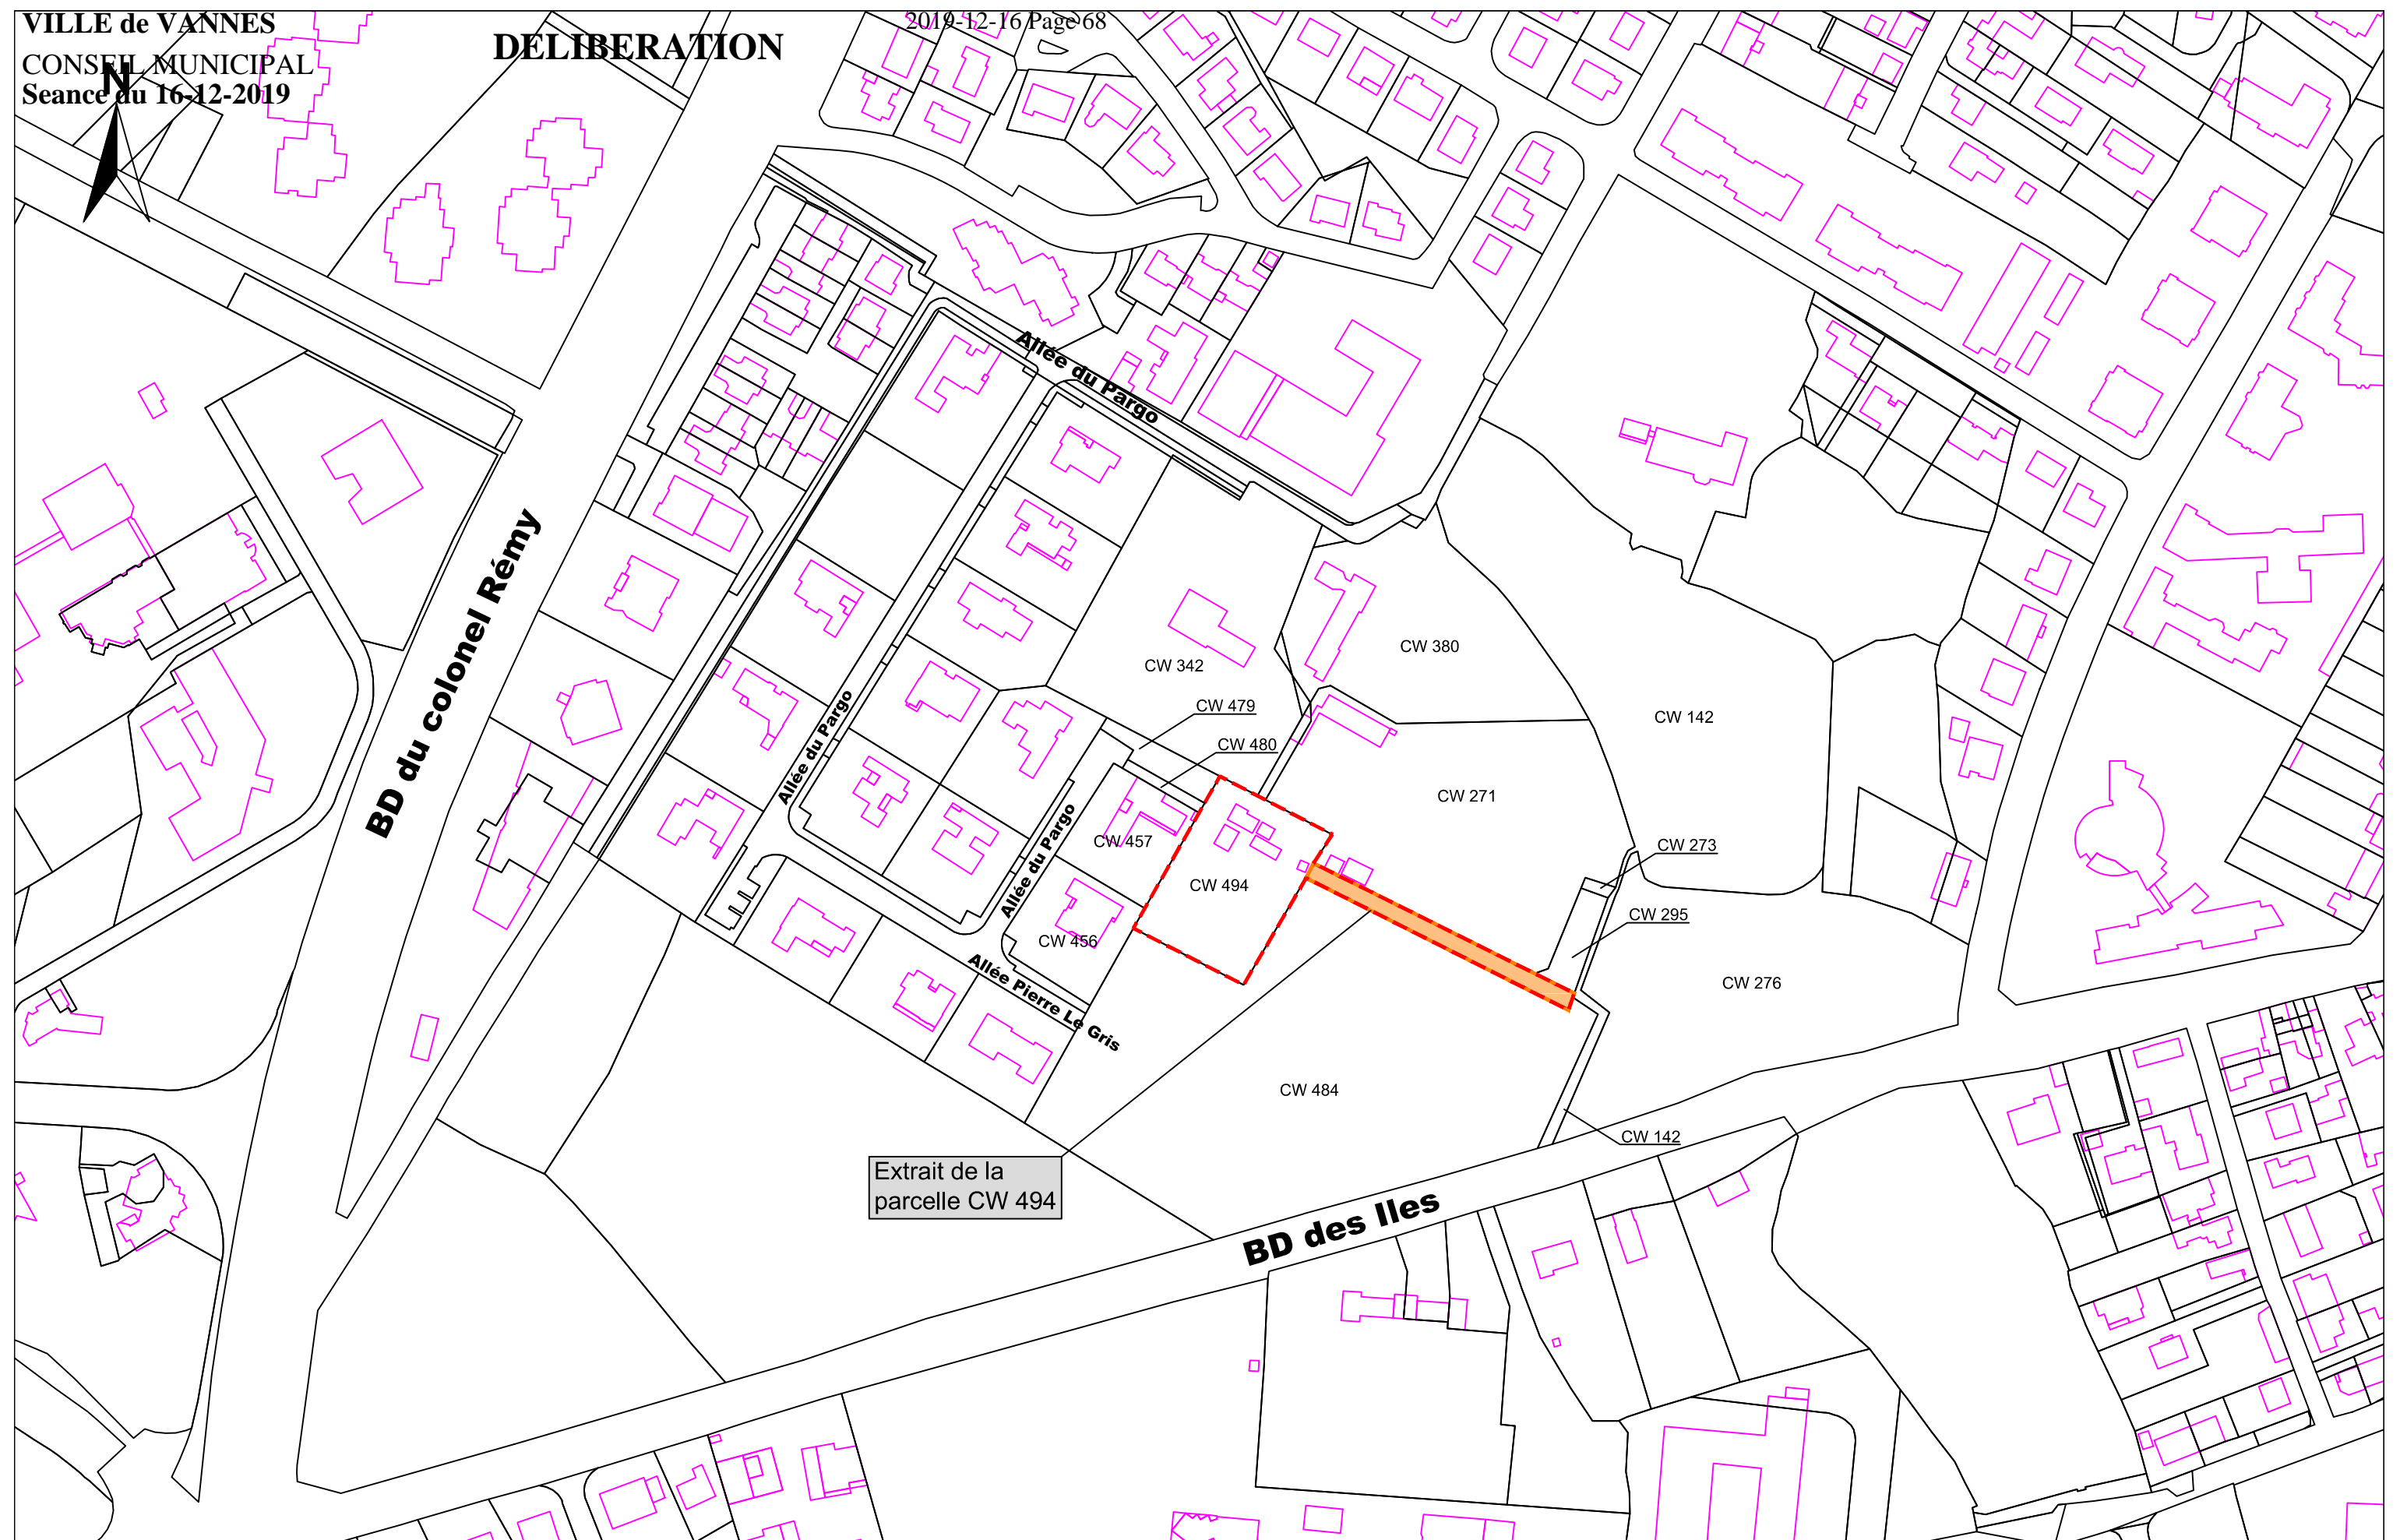 VILLE de VANNES
2019-12-16 Page 68
DELIBERATION
CONSEIL MUNICIPAL
N
Seance du 16-12-2019
Allée du Pargo
BD du colonel Rémy
CW 380
CW 342
CW 479
CW 142
CW 480
Allée du Pargo
CW 271
Allée du Pargo
CW 457
CW 273
CW 494
CW 295
CW 456
Allée Pierre Le Gris
CW 276
CW 484
CW 142
Extrait de la
parcelle CW 494
BD des Iles